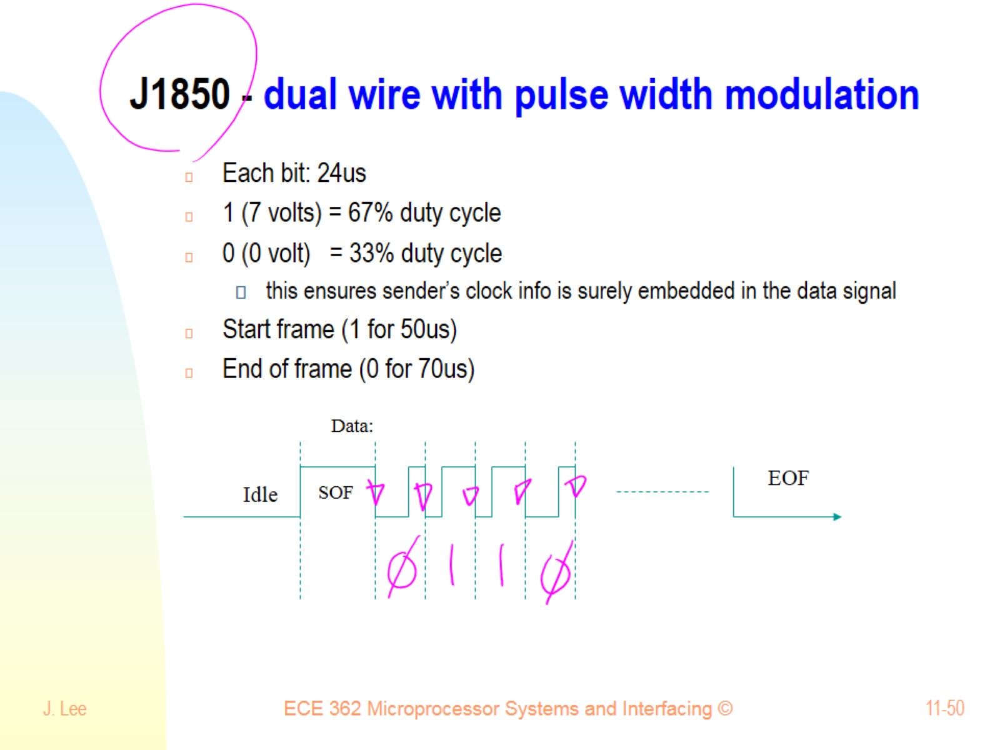 J1850 - dual wire with pulse width modulation
Each bit: 24us
1 (7 volts) = 67% duty cycle
0 (0 volt) = 33% duty cycle
this ensures sender's clock info is surely embedded in the data signal
Start frame (1 for 50us)
End of frame (0 for 70us)
Data:
Idle SOF EOF
0 1 1 0
J. Lee ECE 362 Microprocessor Systems and Interfacing © 11-50